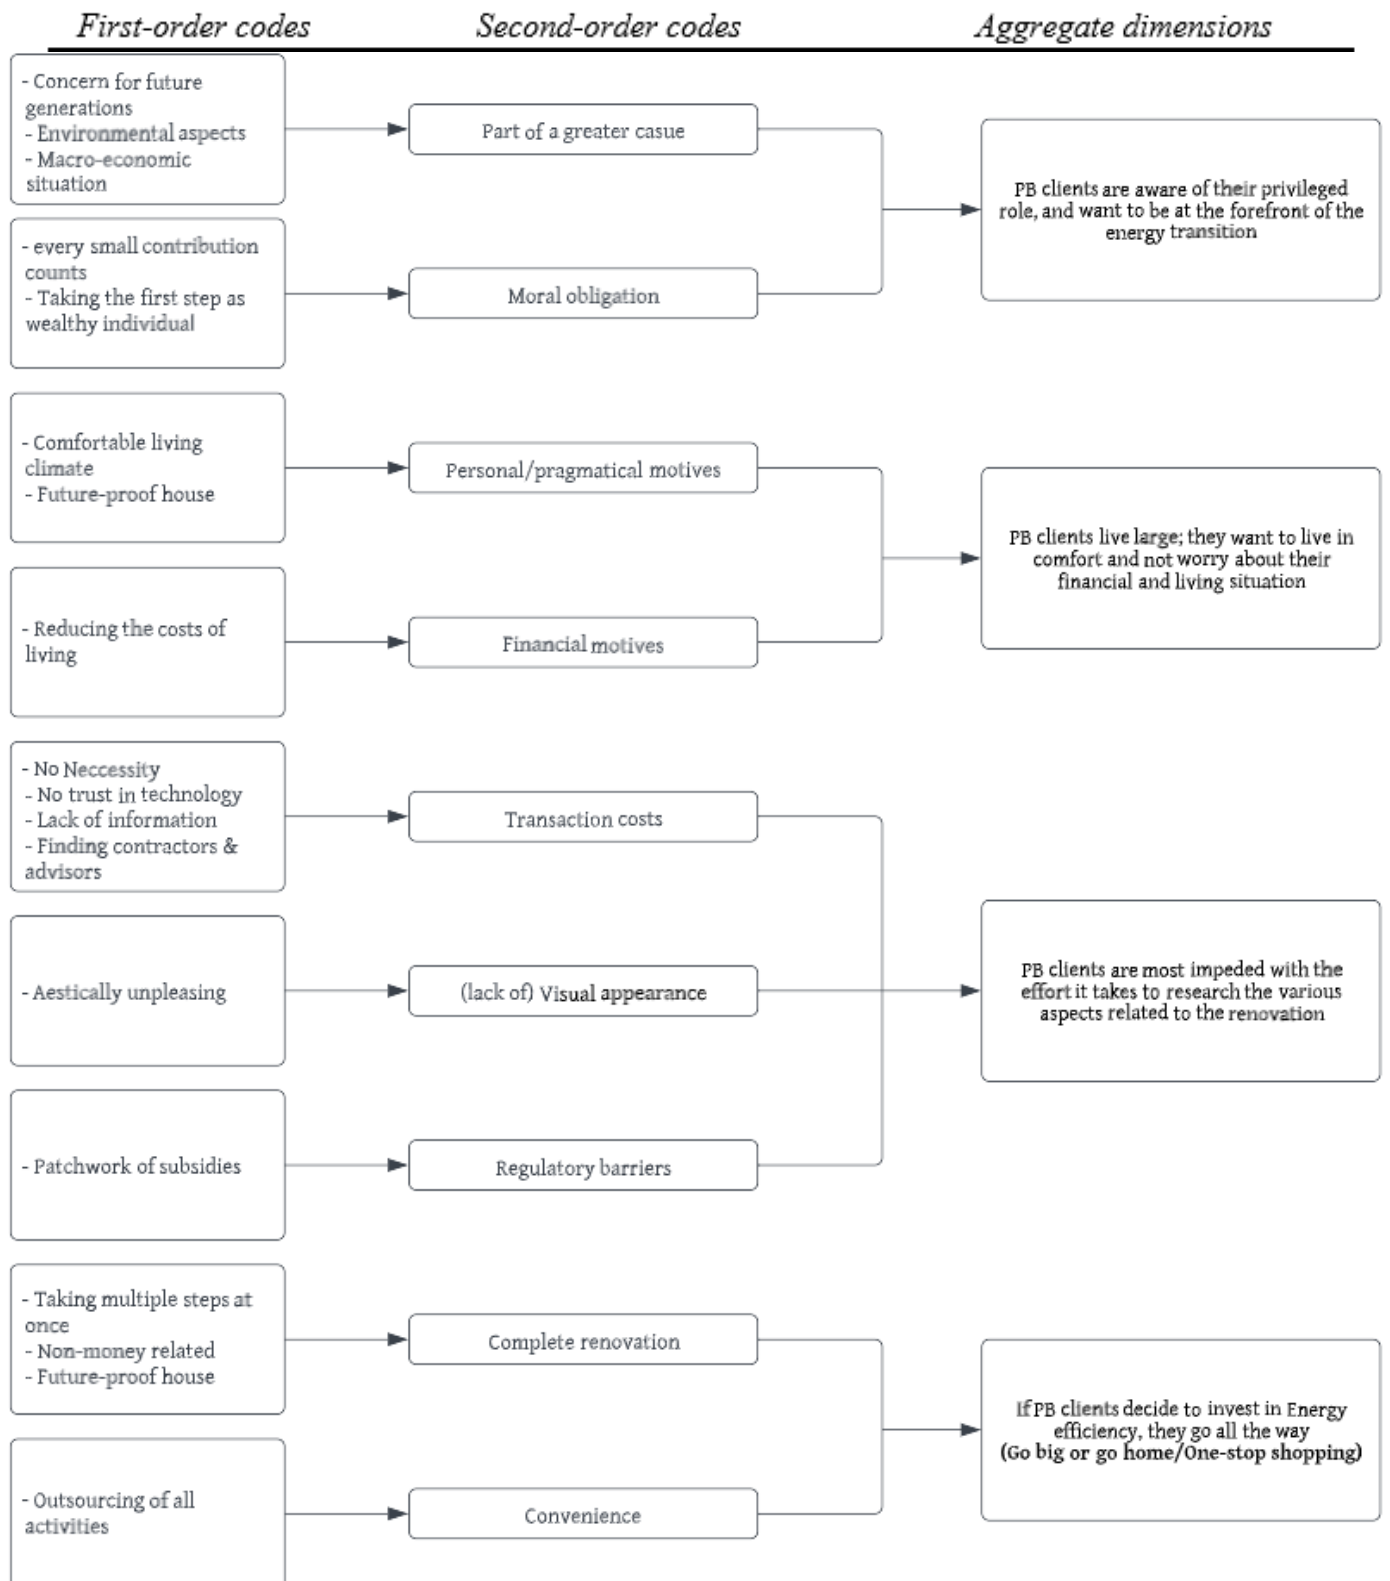 First-order codes
Second-order codes
Aggregate dimensions
- Concern for future
generations
- Environmental aspects
- Macro-economic
situation
Part of a greater casue
PB clients are aware of their privileged
role, and want to be at the forefront of the
energy transition
- every small contribution
counts
- Taking the first step as
wealthy individual
Moral obligation
- Comfortable living
climate
- Future-proof house
Personal/pragmatical motives
PB clients live large; they want to live in
comfort and not worry about their
financial and living situation
- Reducing the costs of
living
Financial motives
- No Neccessity
- No trust in technology
- Lack of information
- Finding contractors &
advisors
Transaction costs
- Aestically unpleasing
(lack of) Visual appearance
PB clients are most impeded with the
effort it takes to research the various
aspects related to the renovation
- Patchwork of subsidies
Regulatory barriers
- Taking multiple steps at
once
- Non-money related
- Future-proof house
Complete renovation
If PB clients decide to invest in Energy
efficiency, they go all the way
(Go big or go home/One-stop shopping)
- Outsourcing of all
activities
Convenience